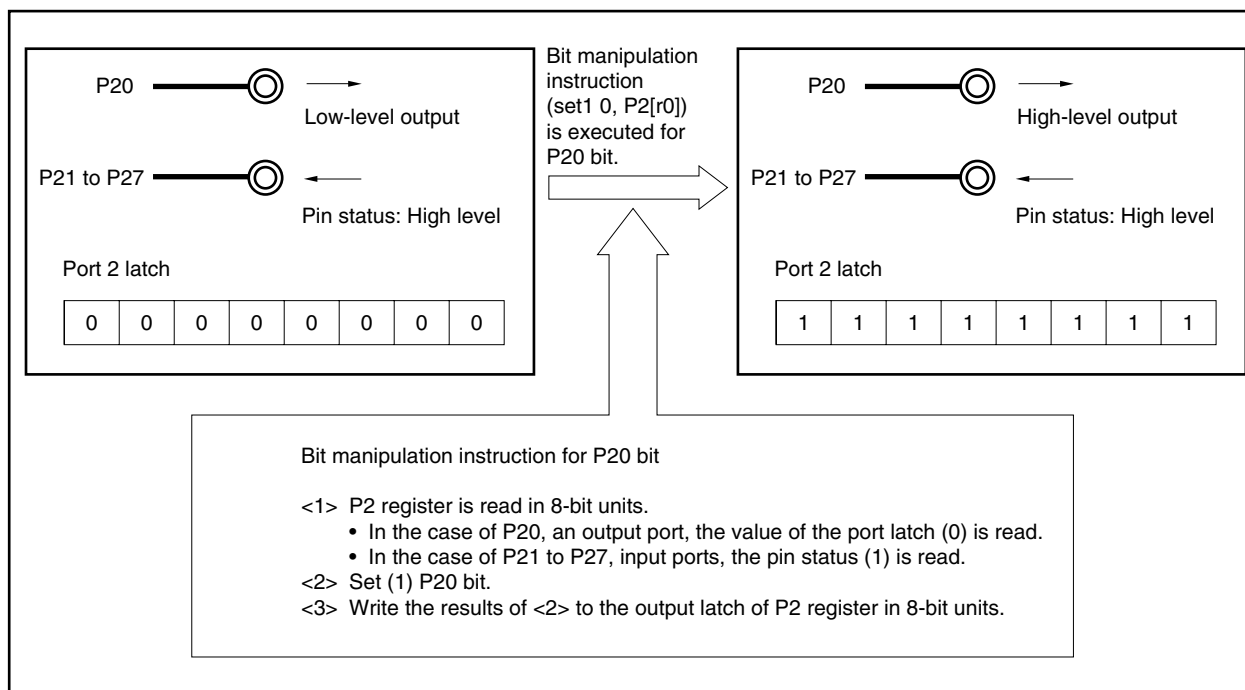 P20
Low-level output
P21 to P27
Pin status: High level
Port 2 latch
0 0 0 0 0 0 0 0
Bit manipulation
instruction
(set1 0, P2[r0])
is executed for
P20 bit.
P20
High-level output
P21 to P27
Pin status: High level
Port 2 latch
1 1 1 1 1 1 1 1
Bit manipulation instruction for P20 bit
<1> P2 register is read in 8-bit units.
• In the case of P20, an output port, the value of the port latch (0) is read.
• In the case of P21 to P27, input ports, the pin status (1) is read.
<2> Set (1) P20 bit.
<3> Write the results of <2> to the output latch of P2 register in 8-bit units.